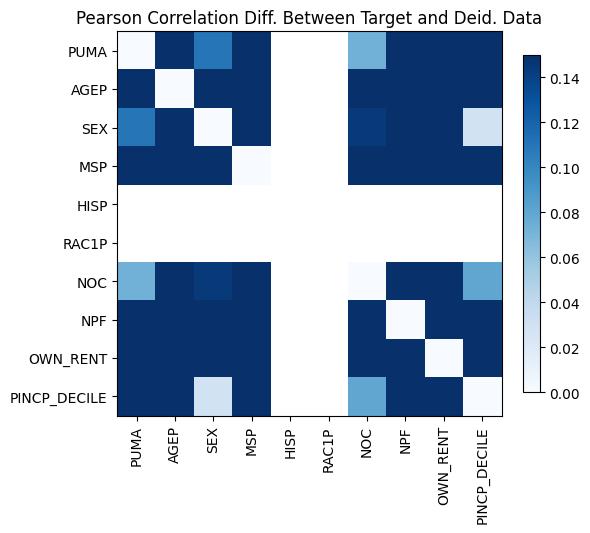 Pearson Correlation Diff. Between Target and Deid. Data
PUMA
AGEP
SEX
MSP
HISP
RAC1P
NOC
NPF
OWN_RENT
PINCP_DECILE
PUMA
AGEP
SEX
MSP
HISP
RAC1P
NOC
NPF
OWN_RENT
PINCP_DECILE
0.14
0.12
0.10
0.08
0.06
0.04
0.02
0.00